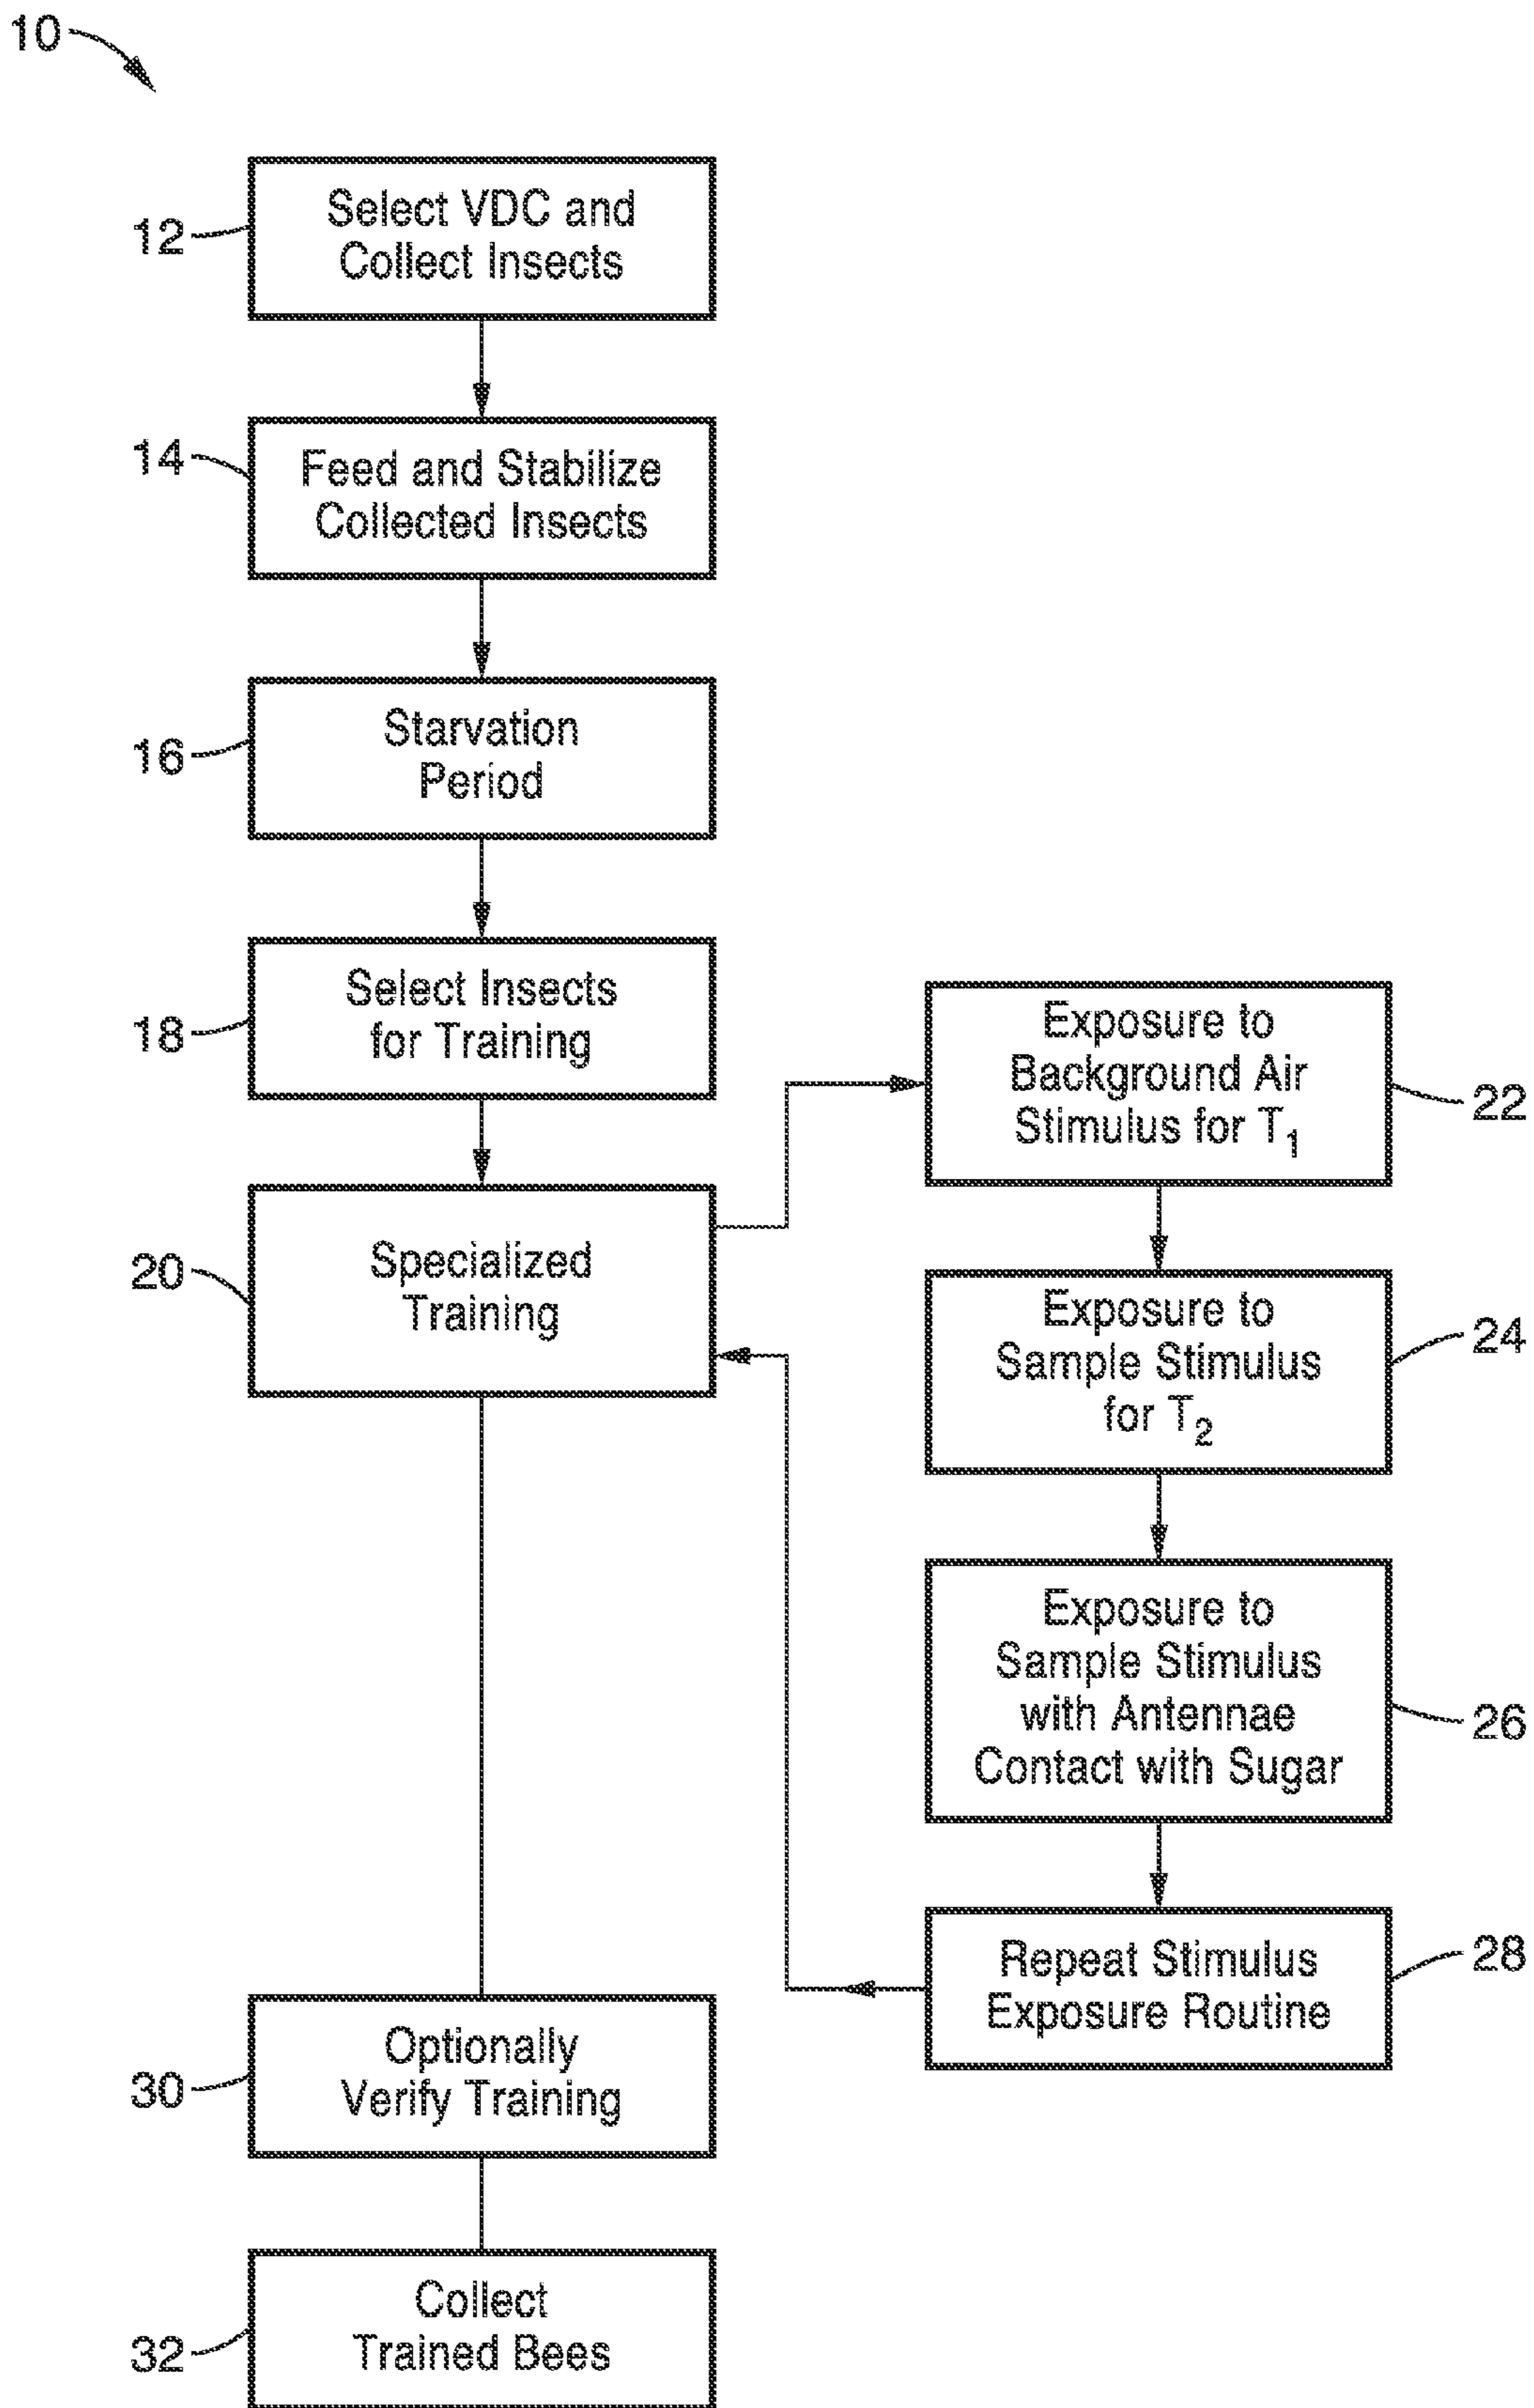 10
12
Select VDC and
Collect Insects
14
Feed and Stabilize
Collected Insects
16
Starvation
Period
18
Select Insects
for Training
20
Specialized
Training
Exposure to
Background Air
Stimulus for T₁
22
Exposure to
Sample Stimulus
for T₂
24
Exposure to
Sample Stimulus
with Antennae
Contact with Sugar
26
Repeat Stimulus
Exposure Routine
28
30
Optionally
Verify Training
32
Collect
Trained Bees